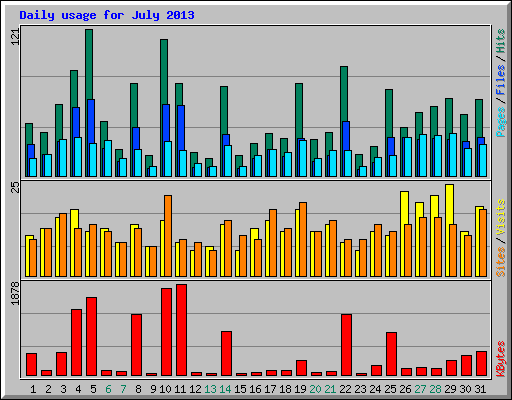 Daily usage for July 2013
121
Pages / Files / Hits
25
Sites / Visits
1878
KBytes
1 2 3 4 5 6 7 8 9 10 11 12 13 14 15 16 17 18 19 20 21 22 23 24 25 26 27 28 29 30 31